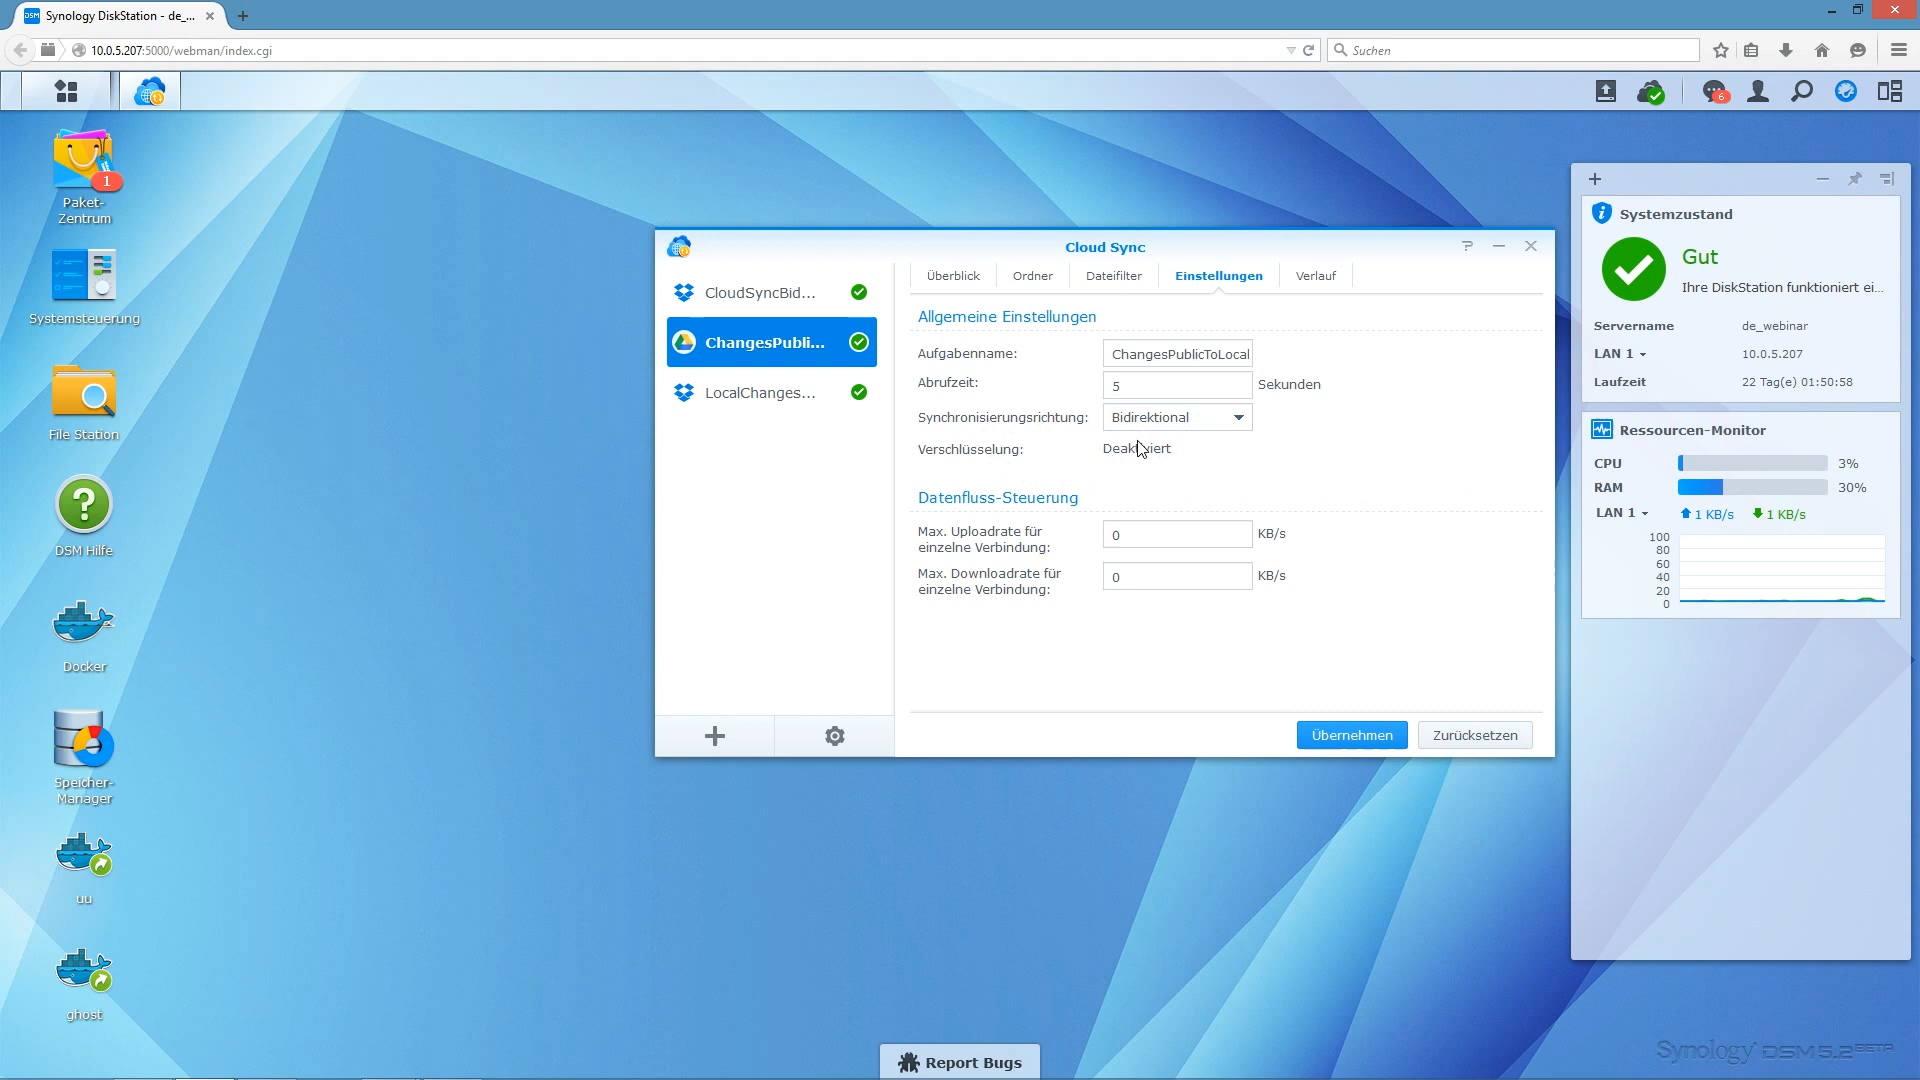 Synology DiskStation - de_...
10.0.5.207:5000/webman/index.cgi
Suchen
6
1
Paket-
Zentrum
Systemsteuerung
File Station
DSM Hilfe
Docker
Speicher-
Manager
uu
ghost
Cloud Sync
CloudSyncBid...
ChangesPubli...
LocalChanges...
Überblick
Ordner
Dateifilter
Einstellungen
Verlauf
Allgemeine Einstellungen
Aufgabenname:
ChangesPublicToLocal
Abrufzeit:
5
Sekunden
Synchronisierungsrichtung:
Bidirektional
Verschlüsselung:
Datenfluss-Steuerung
Max. Uploadrate für
einzelne Verbindung:
0
KB/s
Max. Downloadrate für
einzelne Verbindung:
0
KB/s
Übernehmen
Zurücksetzen
Systemzustand
Gut
Ihre DiskStation funktioniert ei...
Servername
de_webinar
LAN 1
10.0.5.207
Laufzeit
22 Tag(e) 01:50:58
Ressourcen-Monitor
CPU
3%
RAM
30%
LAN 1
1 KB/s
1 KB/s
100
80
60
40
20
0
Report Bugs
Synology DSM 5.2 BETA